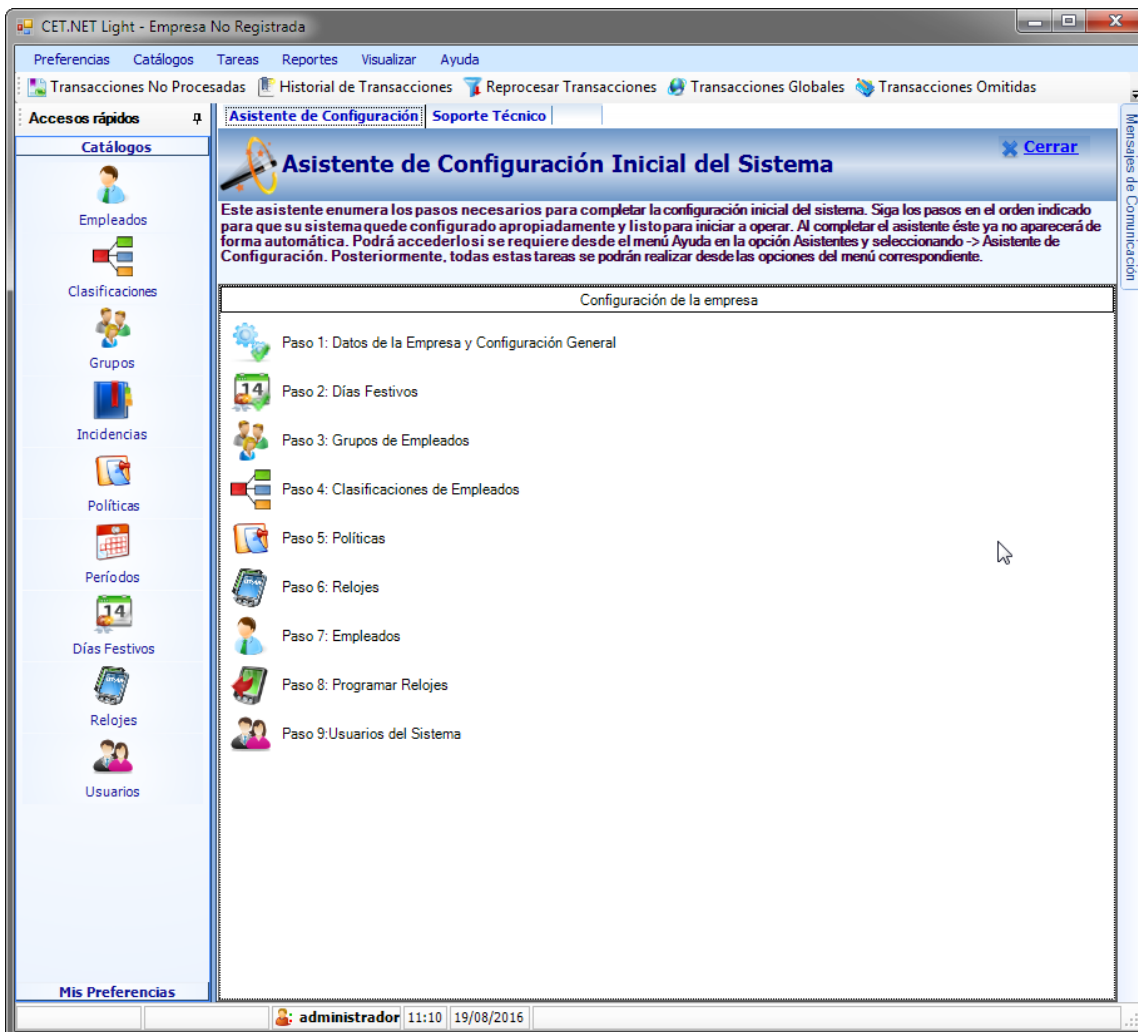 CET.NET Light - Empresa No Registrada
Preferencias Catálogos Tareas Reportes Visualizar Ayuda
Transacciones No Procesadas Historial de Transacciones Reprocesar Transacciones Transacciones Globales Transacciones Omitidas
Accesos rápidos
Catálogos
Empleados
Clasificaciones
Grupos
Incidencias
Políticas
Períodos
14
Días Festivos
Relojes
Usuarios
Mis Preferencias
Asistente de Configuración Soporte Técnico
Asistente de Configuración Inicial del Sistema
Cerrar
Este asistente enumera los pasos necesarios para completar la configuración inicial del sistema. Siga los pasos en el orden indicado
para que su sistema quede configurado apropiadamente y listo para iniciar a operar. Al completar el asistente éste ya no aparecerá de
forma automática. Podrá accederlo si se requiere desde el menú Ayuda en la opción Asistentes y seleccionando -> Asistente de
Configuración. Posteriormente, todas estas tareas se podrán realizar desde las opciones del menú correspondiente.
Configuración de la empresa
Paso 1: Datos de la Empresa y Configuración General
14
Paso 2: Días Festivos
Paso 3: Grupos de Empleados
Paso 4: Clasificaciones de Empleados
Paso 5: Políticas
Paso 6: Relojes
Paso 7: Empleados
Paso 8: Programar Relojes
Paso 9:Usuarios del Sistema
Mensajes de Comunicación
administrador 11:10 19/08/2016